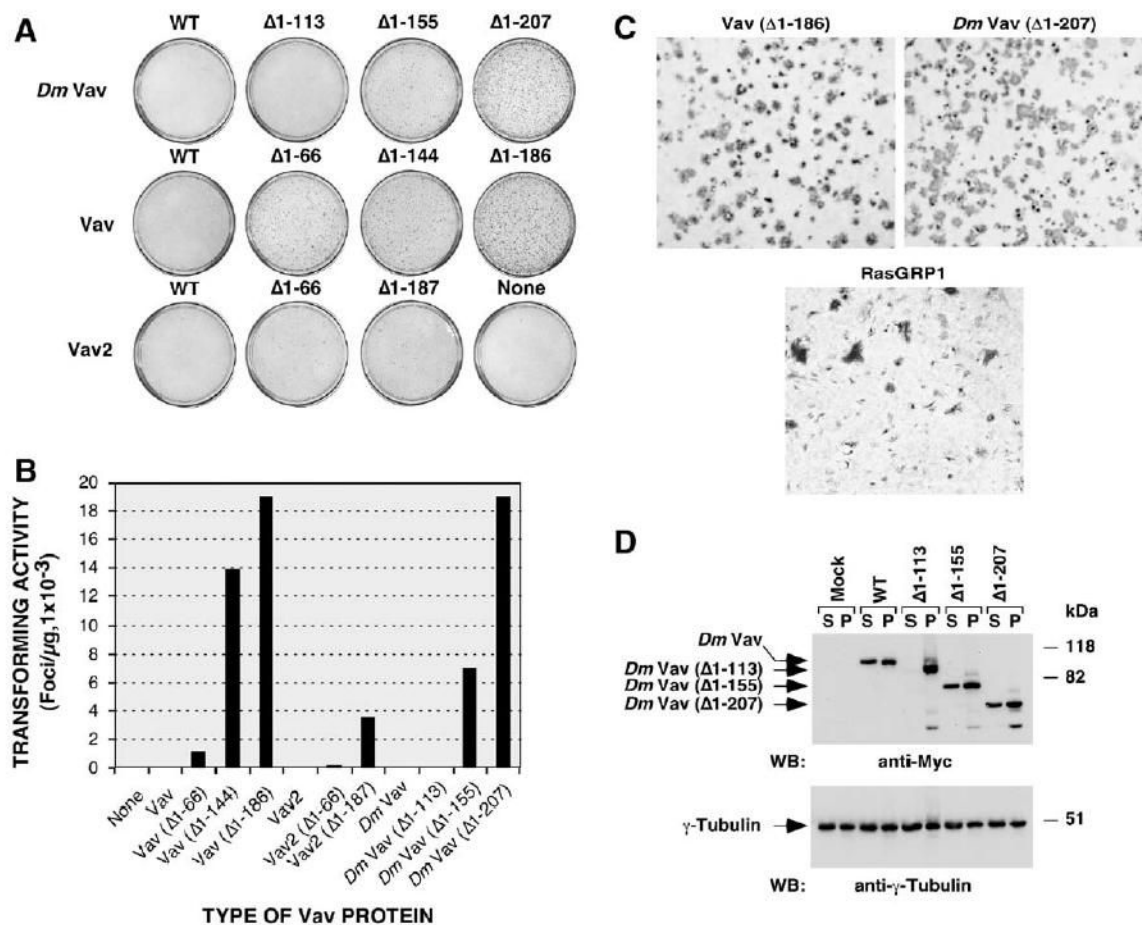 A
WT Δ1-113 Δ1-155 Δ1-207
Dm Vav
WT Δ1-66 Δ1-144 Δ1-186
Vav
WT Δ1-66 Δ1-187 None
Vav2
C
Vav (Δ1-186) Dm Vav (Δ1-207)
RasGRP1
B
TRANSFORMING ACTIVITY
(Foci/µg,1x10-3)
20
18
16
14
12
10
8
6
4
2
0
None
Vav
Vav (Δ1-66)
Vav (Δ1-144)
Vav (Δ1-186)
Vav2
Vav2 (Δ1-66)
Vav2 (Δ1-187)
Dm Vav
Dm Vav (Δ1-113)
Dm Vav (Δ1-155)
Dm Vav (Δ1-207)
TYPE OF Vav PROTEIN
D
Mock WT Δ1-113 Δ1-155 Δ1-207
S P S P S P S P S P
kDa
118
82
Dm Vav
Dm Vav (Δ1-113)
Dm Vav (Δ1-155)
Dm Vav (Δ1-207)
WB: anti-Myc
γ-Tubulin
51
WB: anti-γ-Tubulin